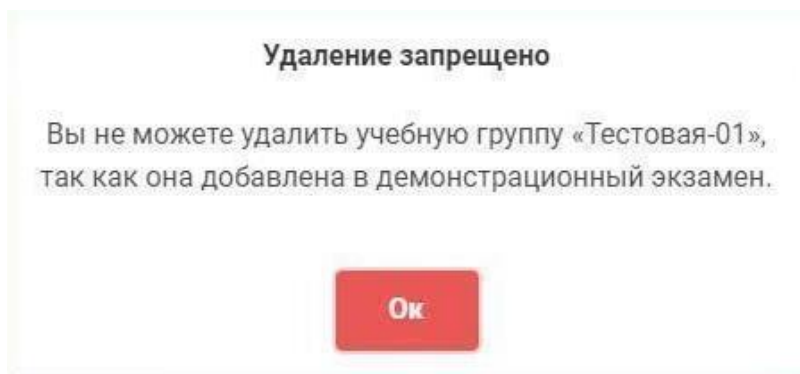 Удаление запрещено
Вы не можете удалить учебную группу «Тестовая-01»,
так как она добавлена в демонстрационный экзамен.
Ок